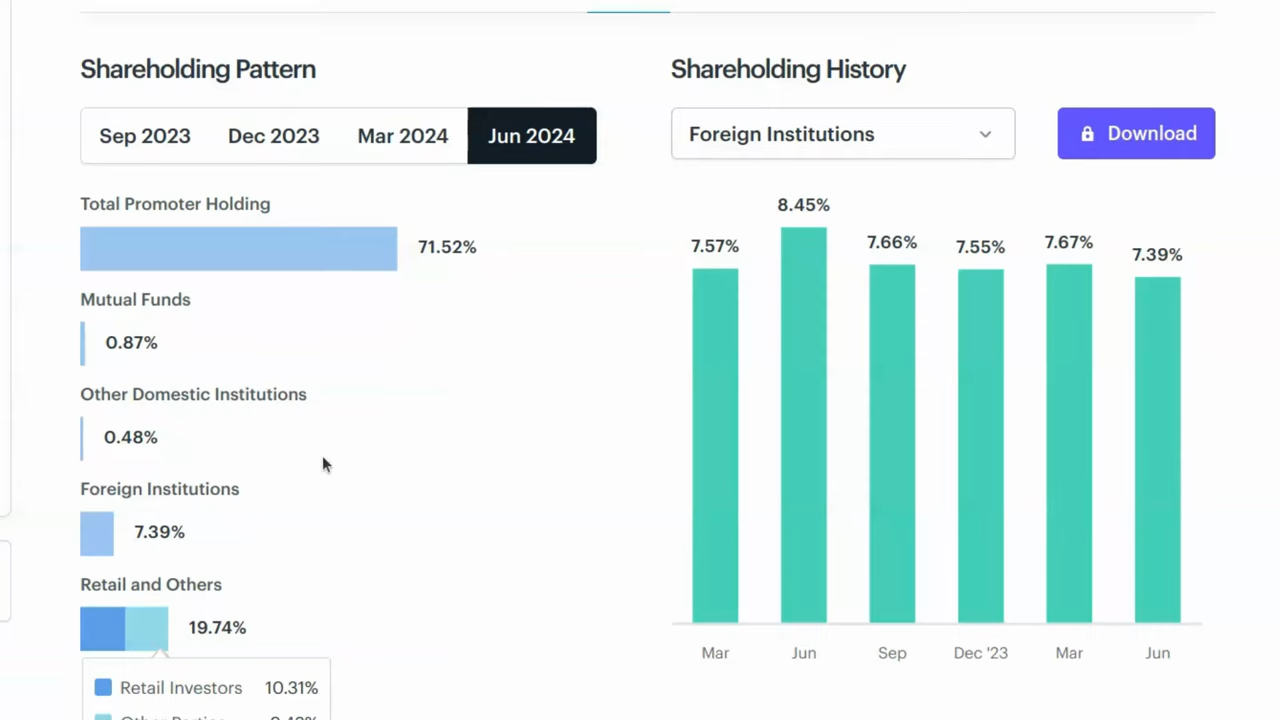 Shareholding Pattern
Sep 2023 Dec 2023 Mar 2024 Jun 2024
Total Promoter Holding
71.52%
Mutual Funds
0.87%
Other Domestic Institutions
0.48%
Foreign Institutions
7.39%
Retail and Others
19.74%
Retail Investors 10.31%
Shareholding History
Foreign Institutions
Download
7.57% 8.45% 7.66% 7.55% 7.67% 7.39%
Mar Jun Sep Dec '23 Mar Jun